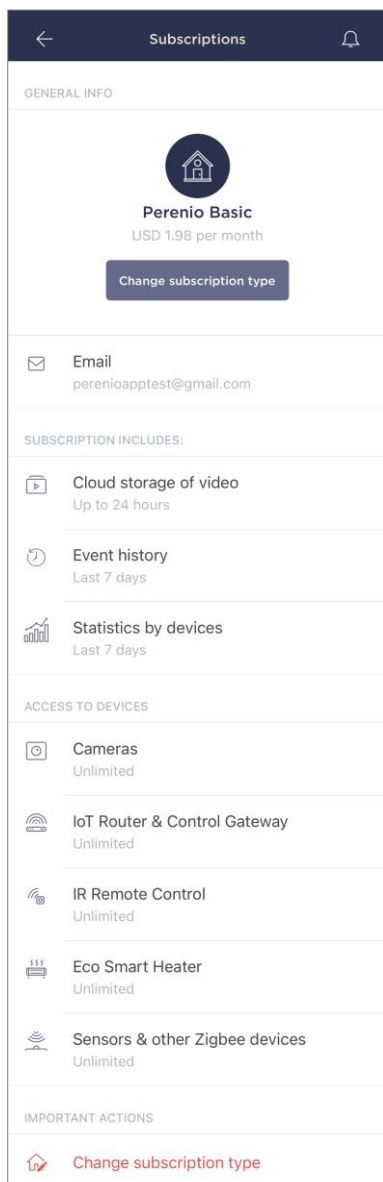 Subscriptions
GENERAL INFO
Perenio Basic
USD 1.98 per month
Change subscription type
Email
perenioapptest@gmail.com
SUBSCRIPTION INCLUDES:
Cloud storage of video
Up to 24 hours
Event history
Last 7 days
Statistics by devices
Last 7 days
ACCESS TO DEVICES
Cameras
Unlimited
IoT Router & Control Gateway
Unlimited
IR Remote Control
Unlimited
Eco Smart Heater
Unlimited
Sensors & other Zigbee devices
Unlimited
IMPORTANT ACTIONS
Change subscription type